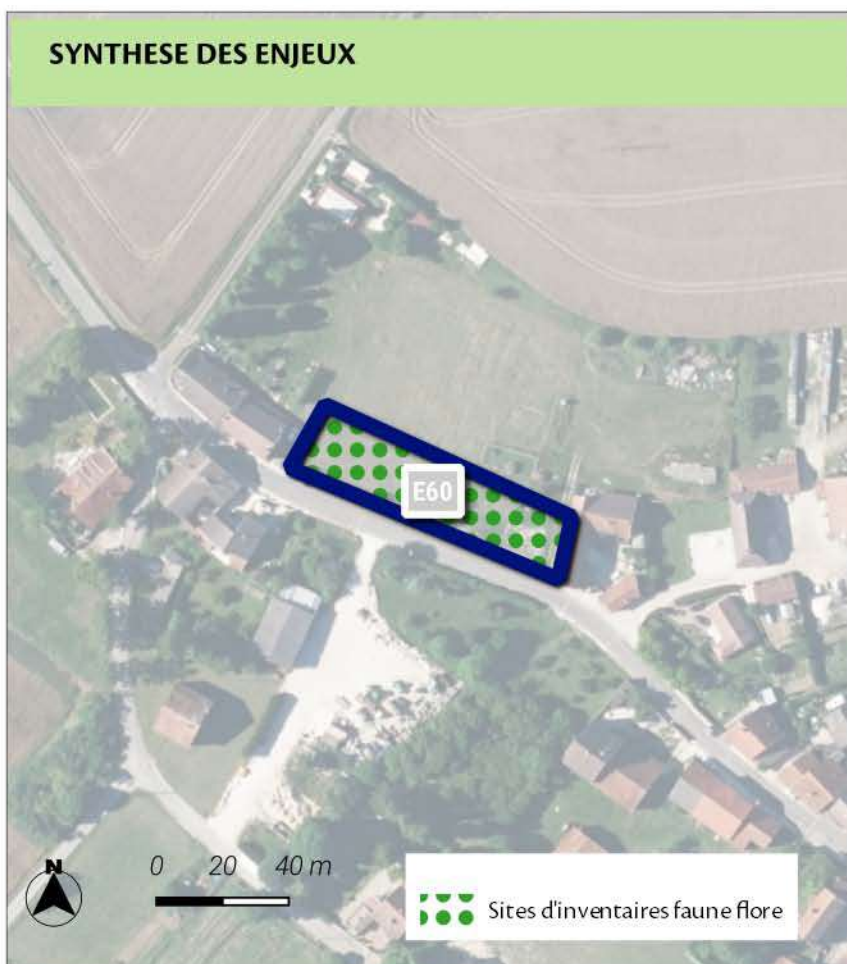 SYNTHESE DES ENJEUX
E60
N
0 20 40 m
Sites d'inventaires faune flore